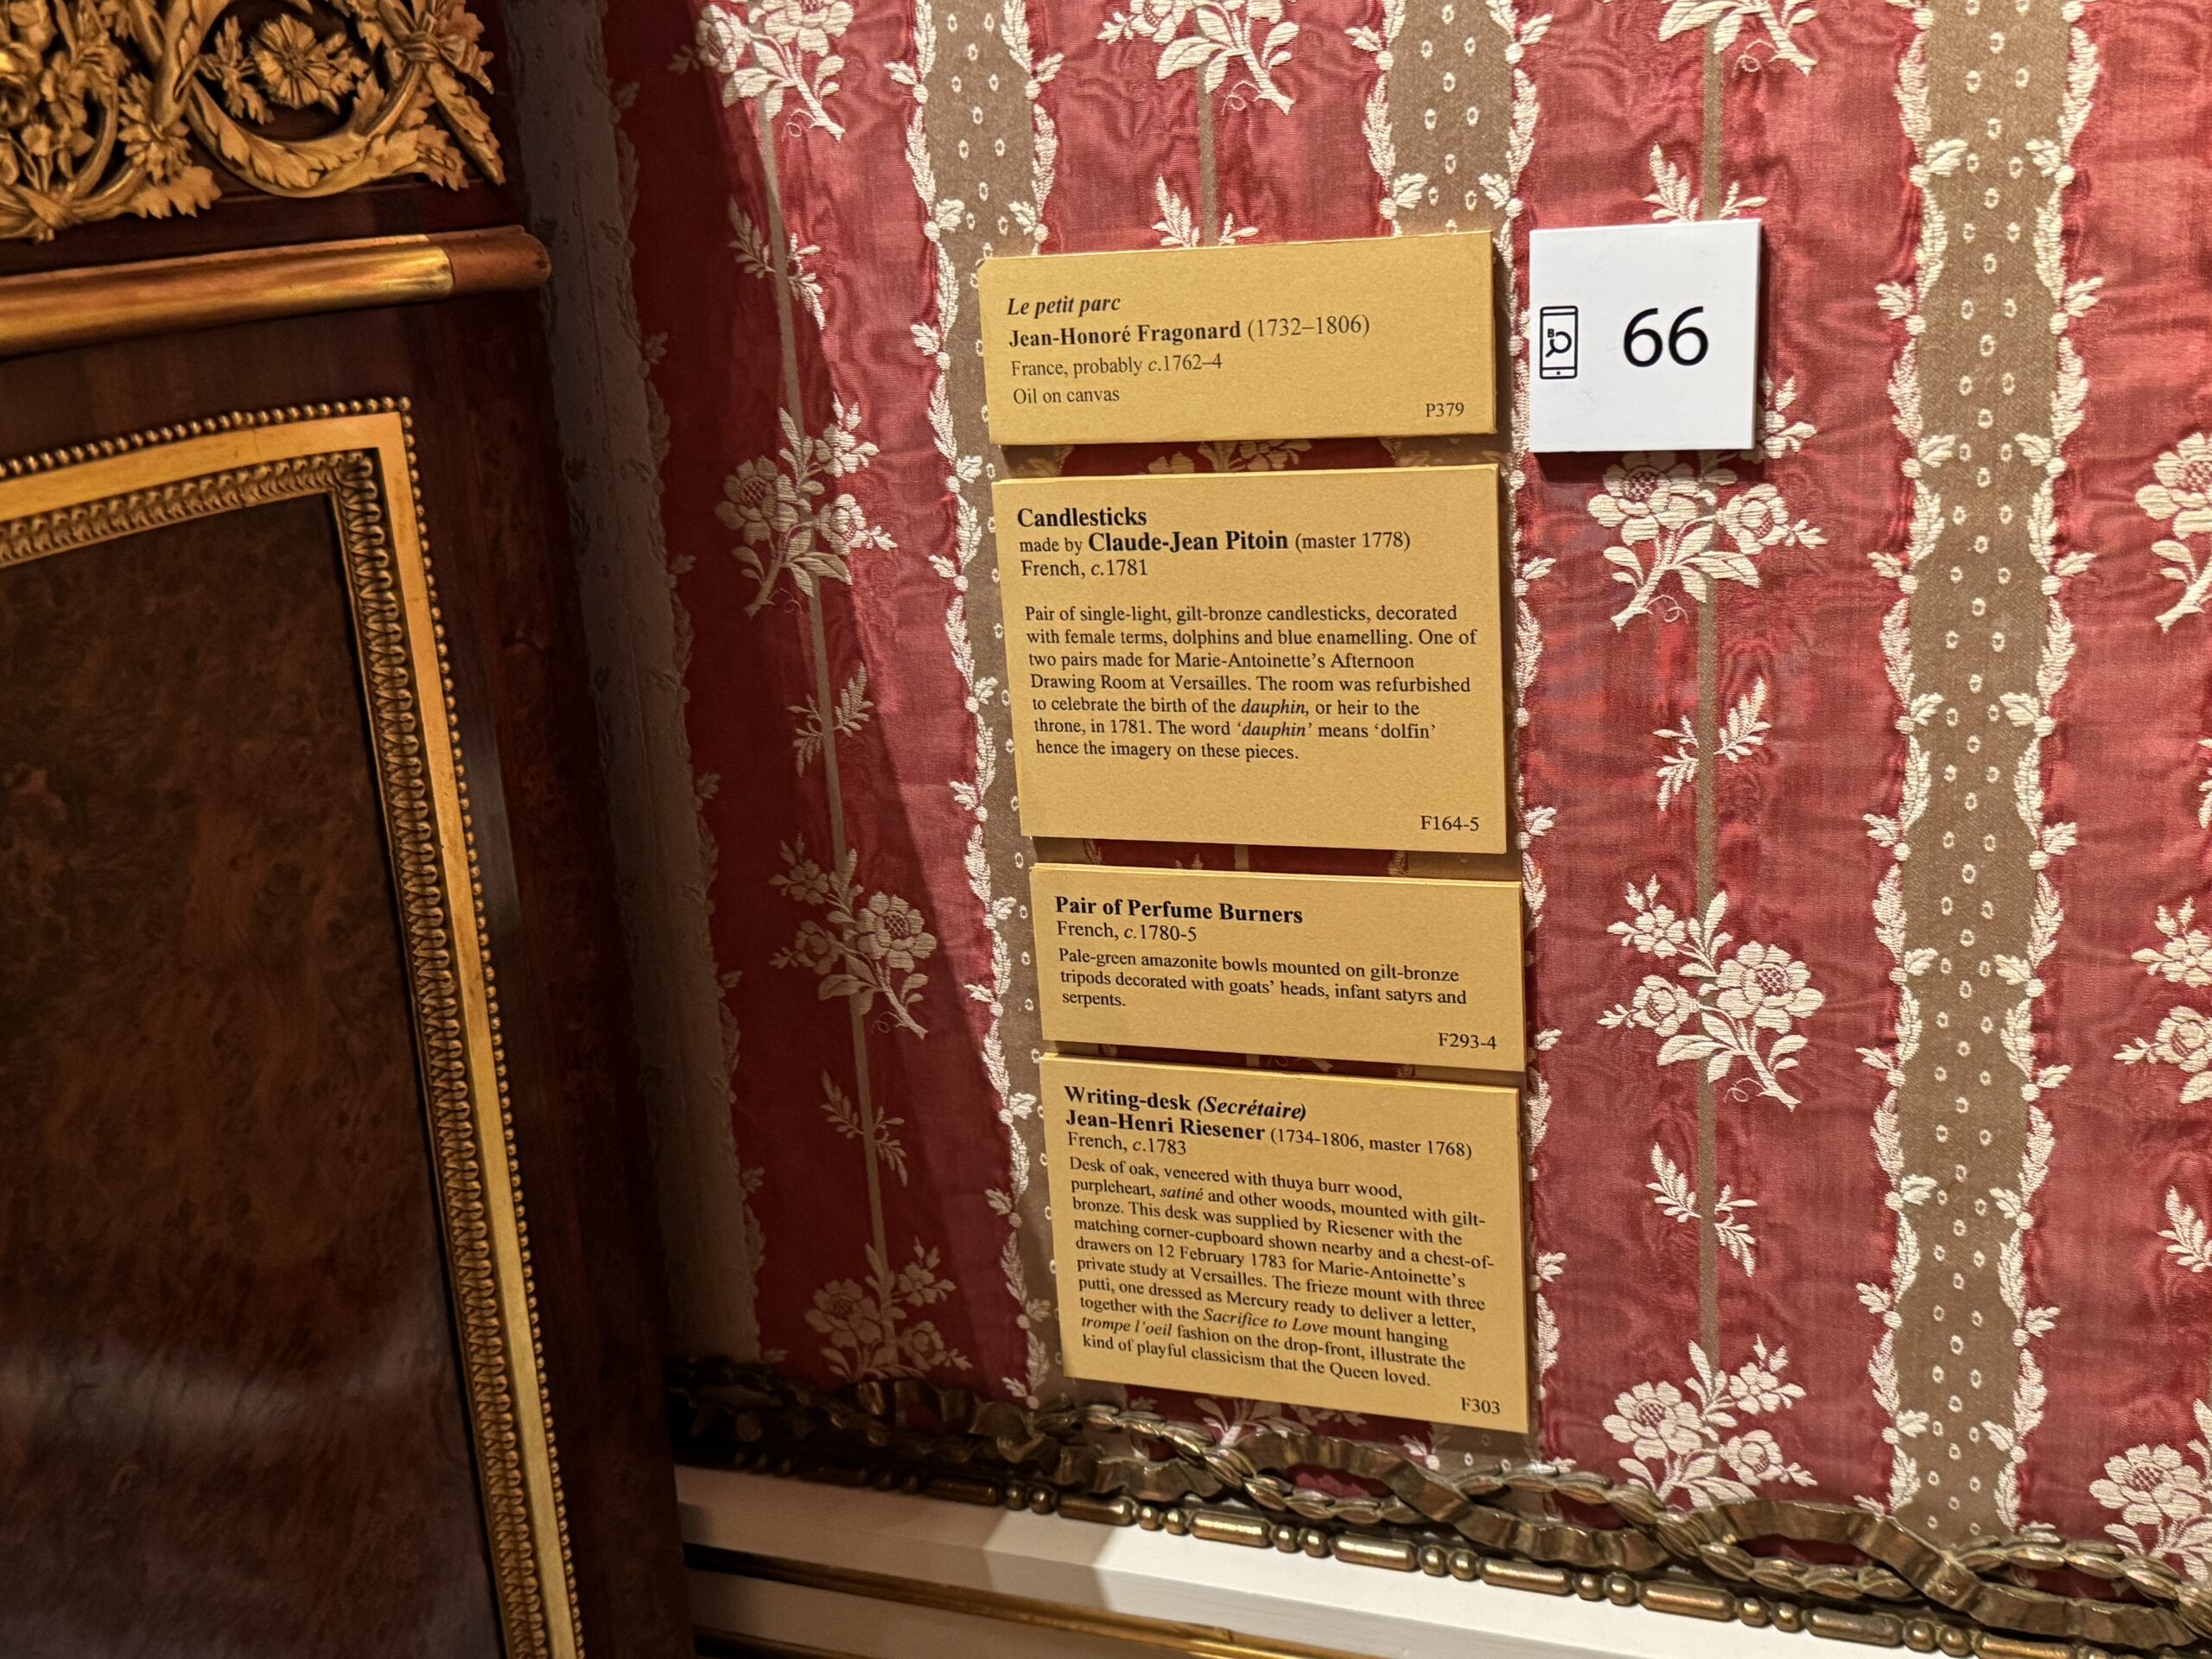 Le petit parc
Jean-Honoré Fragonard (1732–1806)
France, probably c.1762–4
Oil on canvas
P379
B
66
Candlesticks
made by Claude-Jean Pitoin (master 1778)
French, c.1781
Pair of single-light, gilt-bronze candlesticks, decorated
with female terms, dolphins and blue enamelling. One of
two pairs made for Marie-Antoinette's Afternoon
Drawing Room at Versailles. The room was refurbished
to celebrate the birth of the dauphin, or heir to the
throne, in 1781. The word 'dauphin' means 'dolfin'
hence the imagery on these pieces.
F164-5
Pair of Perfume Burners
French, c.1780-5
Pale-green amazonite bowls mounted on gilt-bronze
tripods decorated with goats' heads, infant satyrs and
serpents.
F293-4
Writing-desk (Secrétaire)
Jean-Henri Riesener (1734-1806, master 1768)
French, c.1783
Desk of oak, veneered with thuya burr wood,
purpleheart, satiné and other woods, mounted with gilt-
bronze. This desk was supplied by Riesener with the
matching corner-cupboard shown nearby and a chest-of-
drawers on 12 February 1783 for Marie-Antoinette's
private study at Versailles. The frieze mount with three
putti, one dressed as Mercury ready to deliver a letter,
together with the Sacrifice to Love mount hanging
trompe l'oeil fashion on the drop-front, illustrate the
kind of playful classicism that the Queen loved.
F303